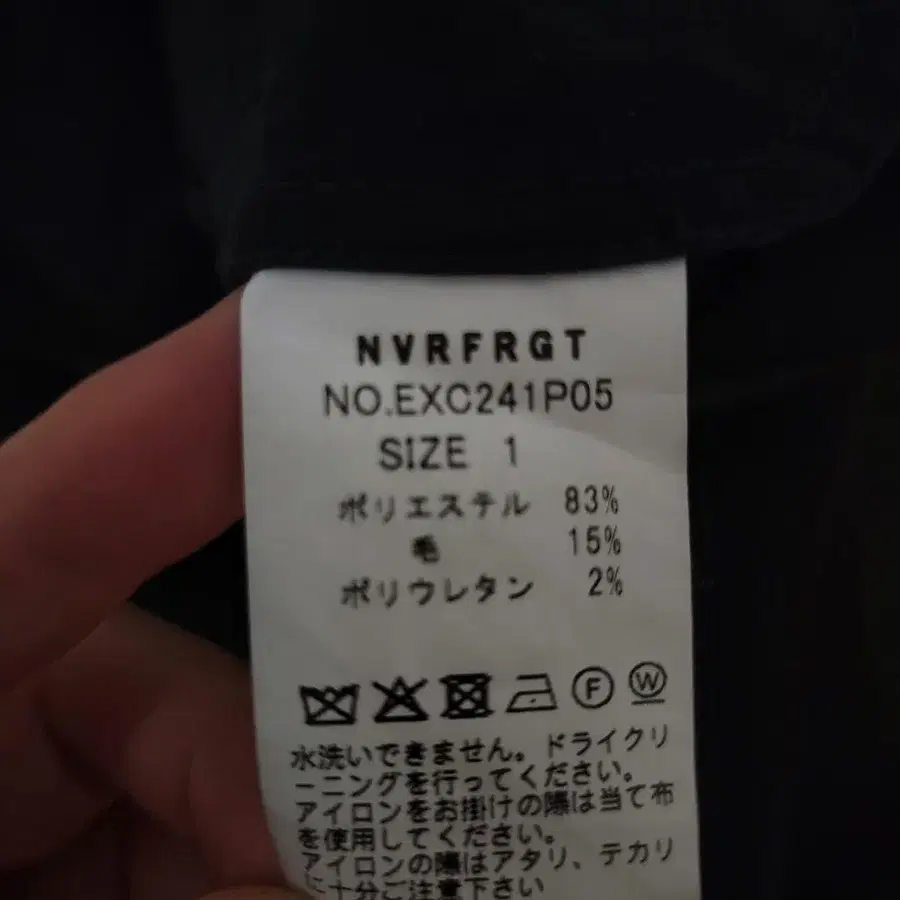 NVRFRGT
NO.EXC241P05
SIZE 1
ポリエステル 83%
毛 15%
ポリウレタン 2%
F W
水洗いできません。ドライクリ
ーニングを行ってください。
アイロンをお掛けの際は当て布
を使用してください。
アイロンの際はアタリ、テカリ
に十分ご注意下さい